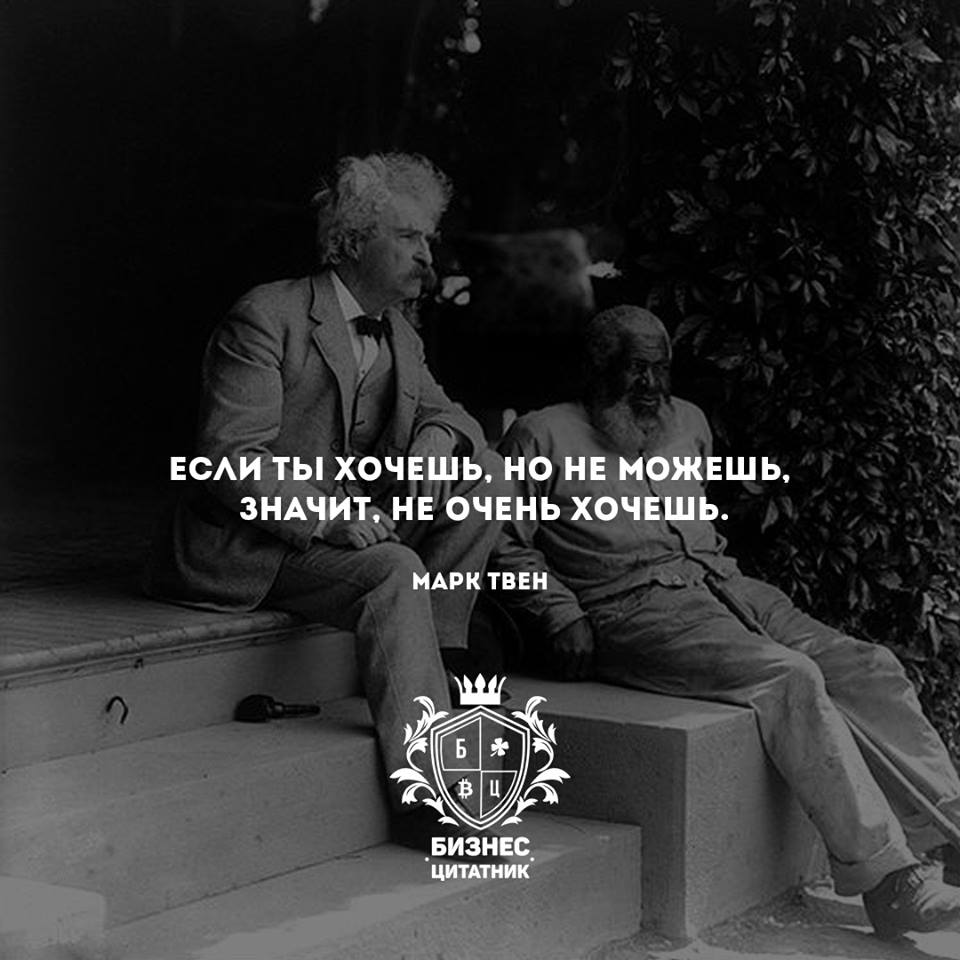 ЕСЛИ ТЫ ХОЧЕШЬ, НО НЕ МОЖЕШЬ,
ЗНАЧИТ, НЕ ОЧЕНЬ ХОЧЕШЬ.
МАРК ТВЕН
Б
₿ Ц
БИЗНЕС
ЦИТАТНИК